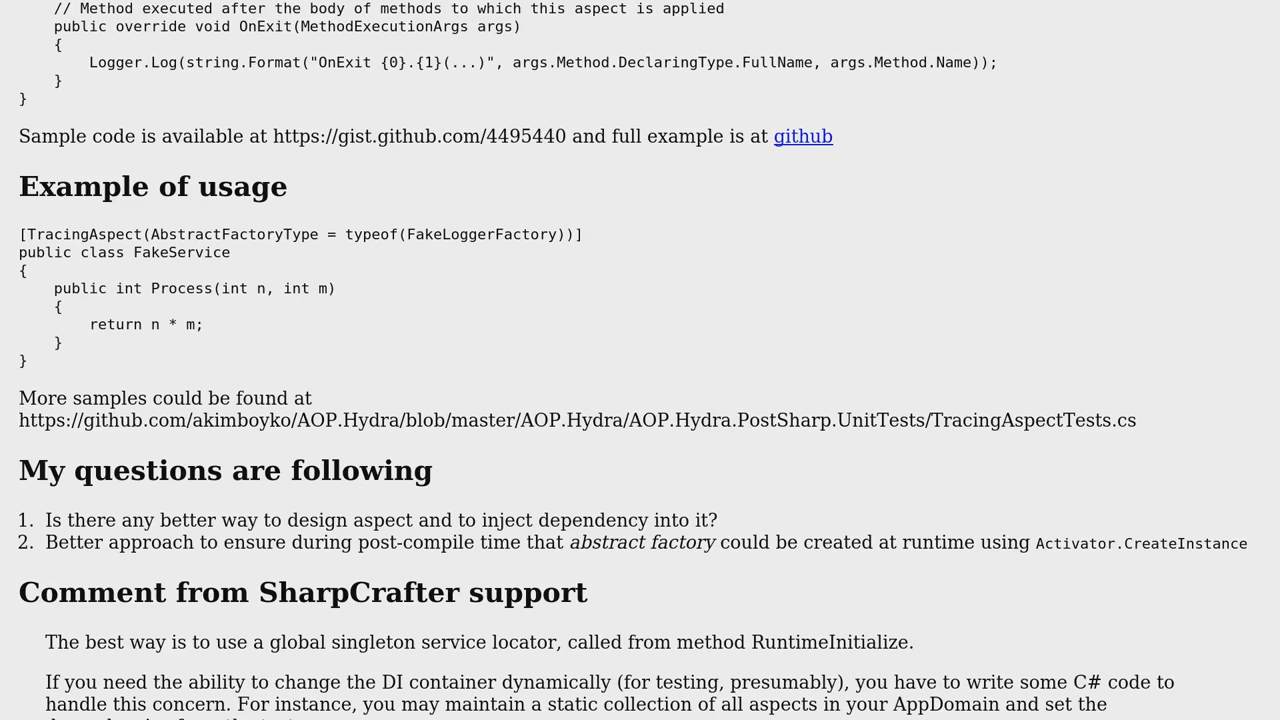 // Method executed after the body of methods to which this aspect is applied
public override void OnExit(MethodExecutionArgs args)
{
Logger.Log(string.Format("OnExit {0}.{1}(...)", args.Method.DeclaringType.FullName, args.Method.Name));
}
}
Sample code is available at https://gist.github.com/4495440 and full example is at github
Example of usage
[TracingAspect(AbstractFactoryType = typeof(FakeLoggerFactory))]
public class FakeService
{
public int Process(int n, int m)
{
return n * m;
}
}
More samples could be found at
https://github.com/akimboyko/AOP.Hydra/blob/master/AOP.Hydra/AOP.Hydra.PostSharp.UnitTests/TracingAspectTests.cs
My questions are following
1. Is there any better way to design aspect and to inject dependency into it?
2. Better approach to ensure during post-compile time that abstract factory could be created at runtime using Activator.CreateInstance
Comment from SharpCrafter support
The best way is to use a global singleton service locator, called from method RuntimeInitialize.
If you need the ability to change the DI container dynamically (for testing, presumably), you have to write some C# code to
handle this concern. For instance, you may maintain a static collection of all aspects in your AppDomain and set the